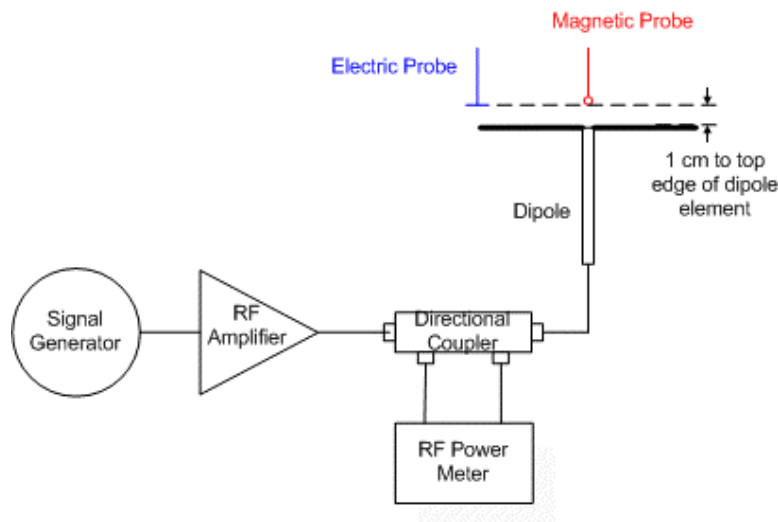 Magnetic Probe
Electric Probe
1 cm to top
edge of dipole
element
Dipole
Signal
Generator
RF
Amplifier
Directional
Coupler
RF Power
Meter